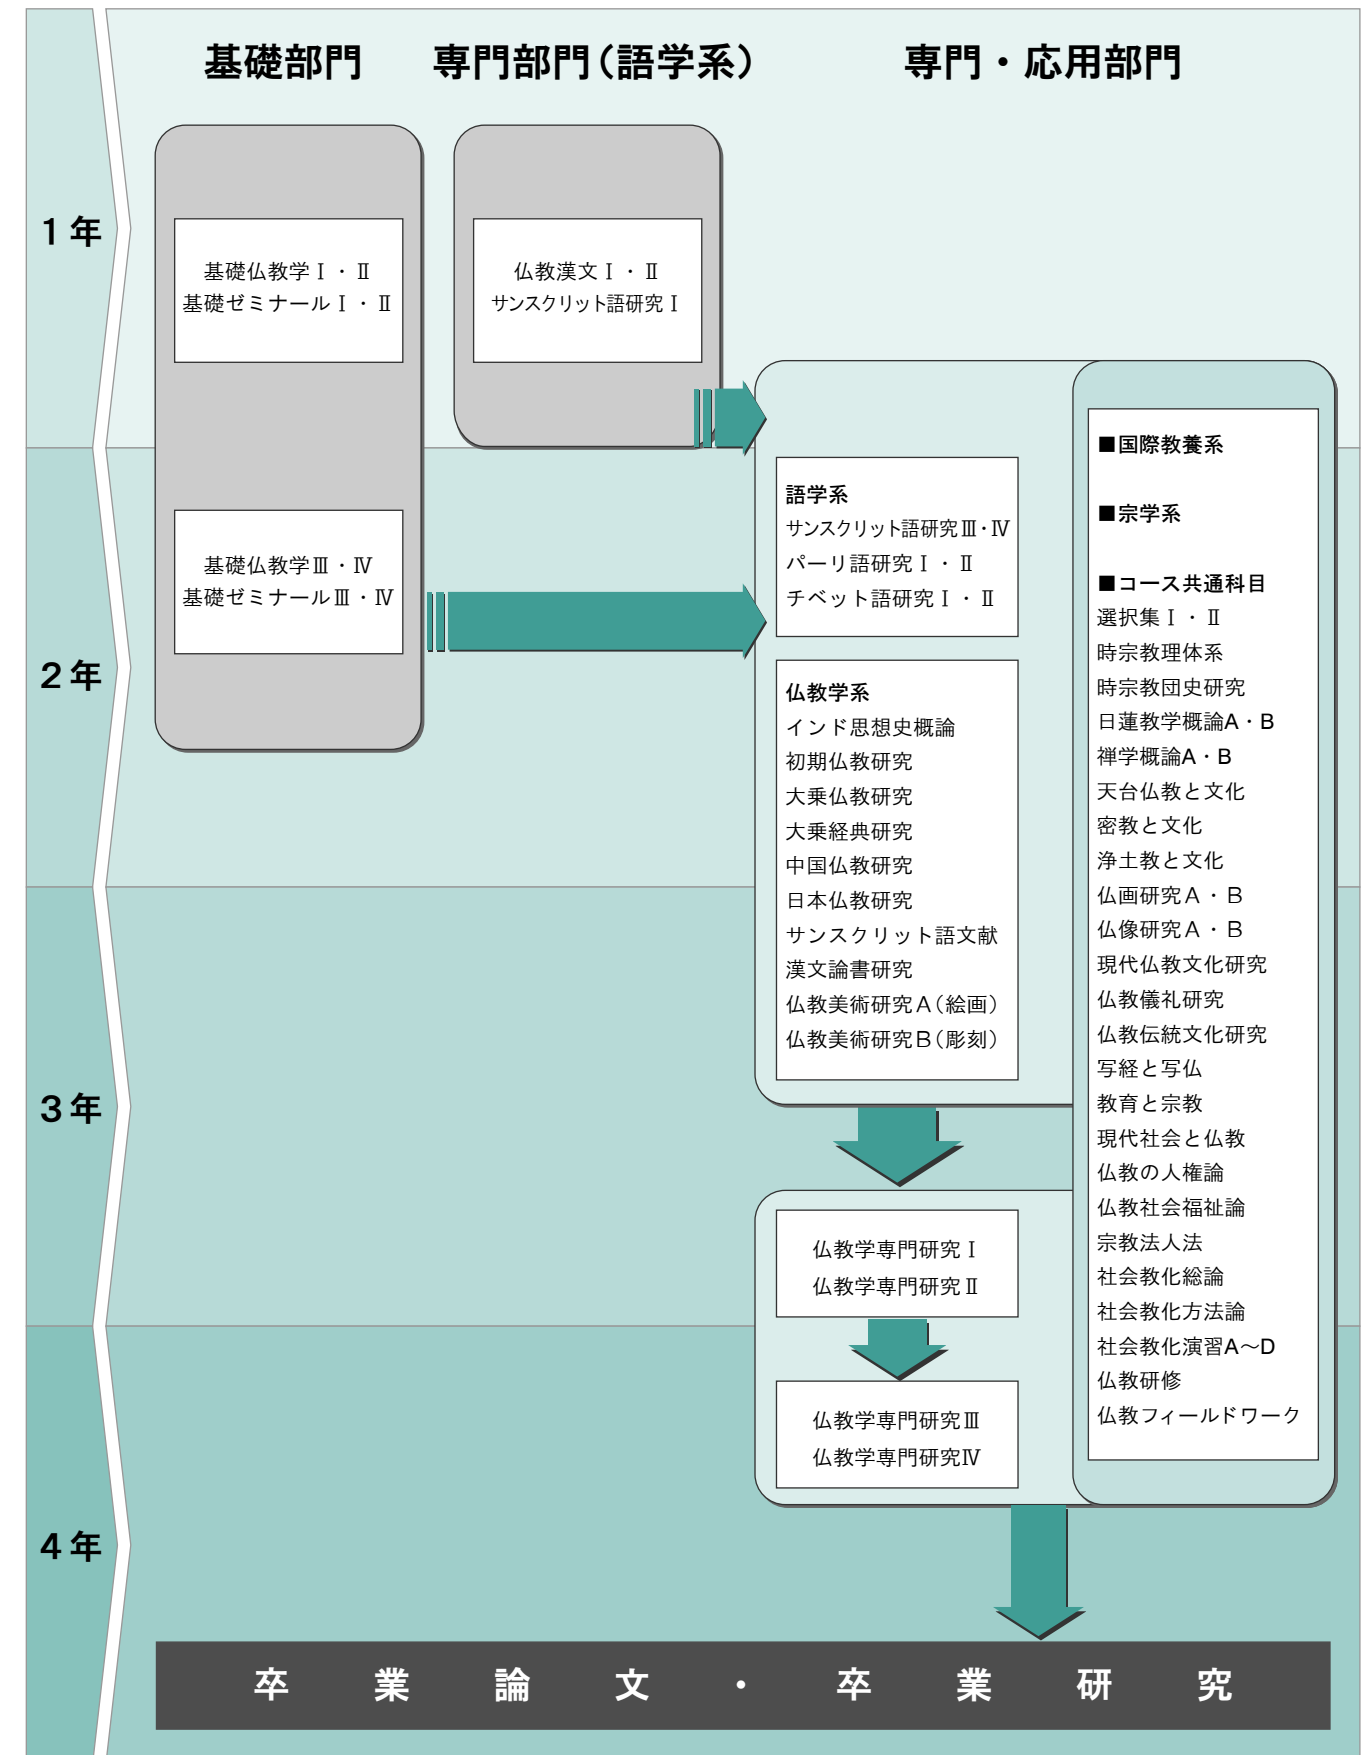 基礎部門
専門部門（語学系）
専門・応用部門
1年
基礎仏教学Ⅰ・Ⅱ
基礎ゼミナールⅠ・Ⅱ
仏教漢文Ⅰ・Ⅱ
サンスクリット語研究Ⅰ
2年
基礎仏教学Ⅲ・Ⅳ
基礎ゼミナールⅢ・Ⅳ
語学系
サンスクリット語研究Ⅲ・Ⅳ
パーリ語研究Ⅰ・Ⅱ
チベット語研究Ⅰ・Ⅱ
仏教学系
インド思想史概論
初期仏教研究
大乗仏教研究
大乗経典研究
中国仏教研究
日本仏教研究
サンスクリット語文献
漢文論書研究
仏教美術研究A（絵画）
仏教美術研究B（彫刻）
■国際教養系
■宗学系
■コース共通科目
選択集Ⅰ・Ⅱ
時宗教理体系
時宗教団史研究
日蓮教学概論A・B
禅学概論A・B
天台仏教と文化
密教と文化
浄土教と文化
仏画研究A・B
仏像研究A・B
現代仏教文化研究
仏教儀礼研究
仏教伝統文化研究
写経と写仏
教育と宗教
現代社会と仏教
仏教の人権論
仏教社会福祉論
宗教法人法
社会教化総論
社会教化方法論
社会教化演習A～D
仏教研修
仏教フィールドワーク
3年
仏教学専門研究Ⅰ
仏教学専門研究Ⅱ
仏教学専門研究Ⅲ
仏教学専門研究Ⅳ
4年
卒業論文・卒業研究